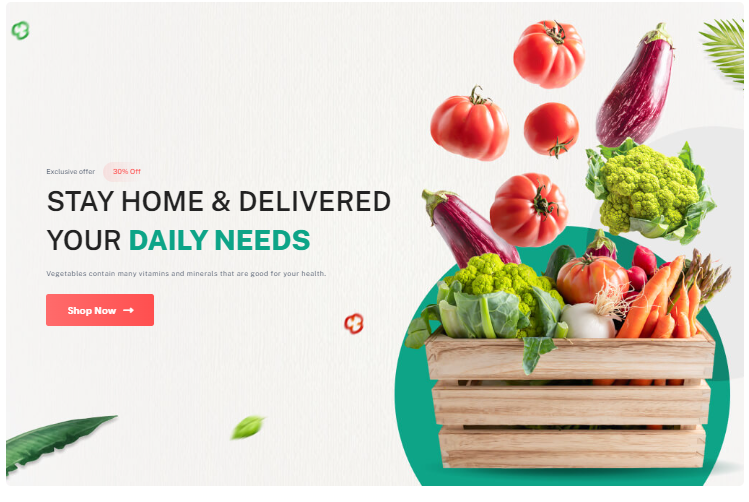 Exclusive offer 30% Off
STAY HOME & DELIVERED
YOUR DAILY NEEDS
Vegetables contain many vitamins and minerals that are good for your health.
Shop Now →